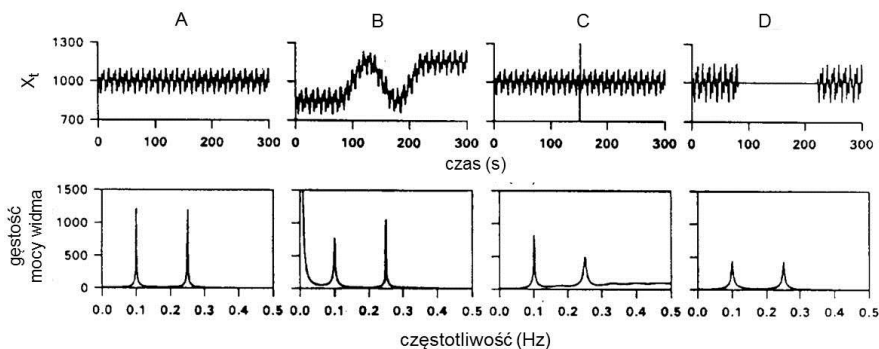 A B C D
X_t
1300
1000
700
0 100 200 300 0 100 200 300 0 100 200 300 0 100 200 300
czas (s)
gęstość
mocy widma
1500
1000
500
0
0.0 0.1 0.2 0.3 0.4 0.5 0.0 0.1 0.2 0.3 0.4 0.5 0.0 0.1 0.2 0.3 0.4 0.5 0.0 0.1 0.2 0.3 0.4 0.5
częstotliwość (Hz)